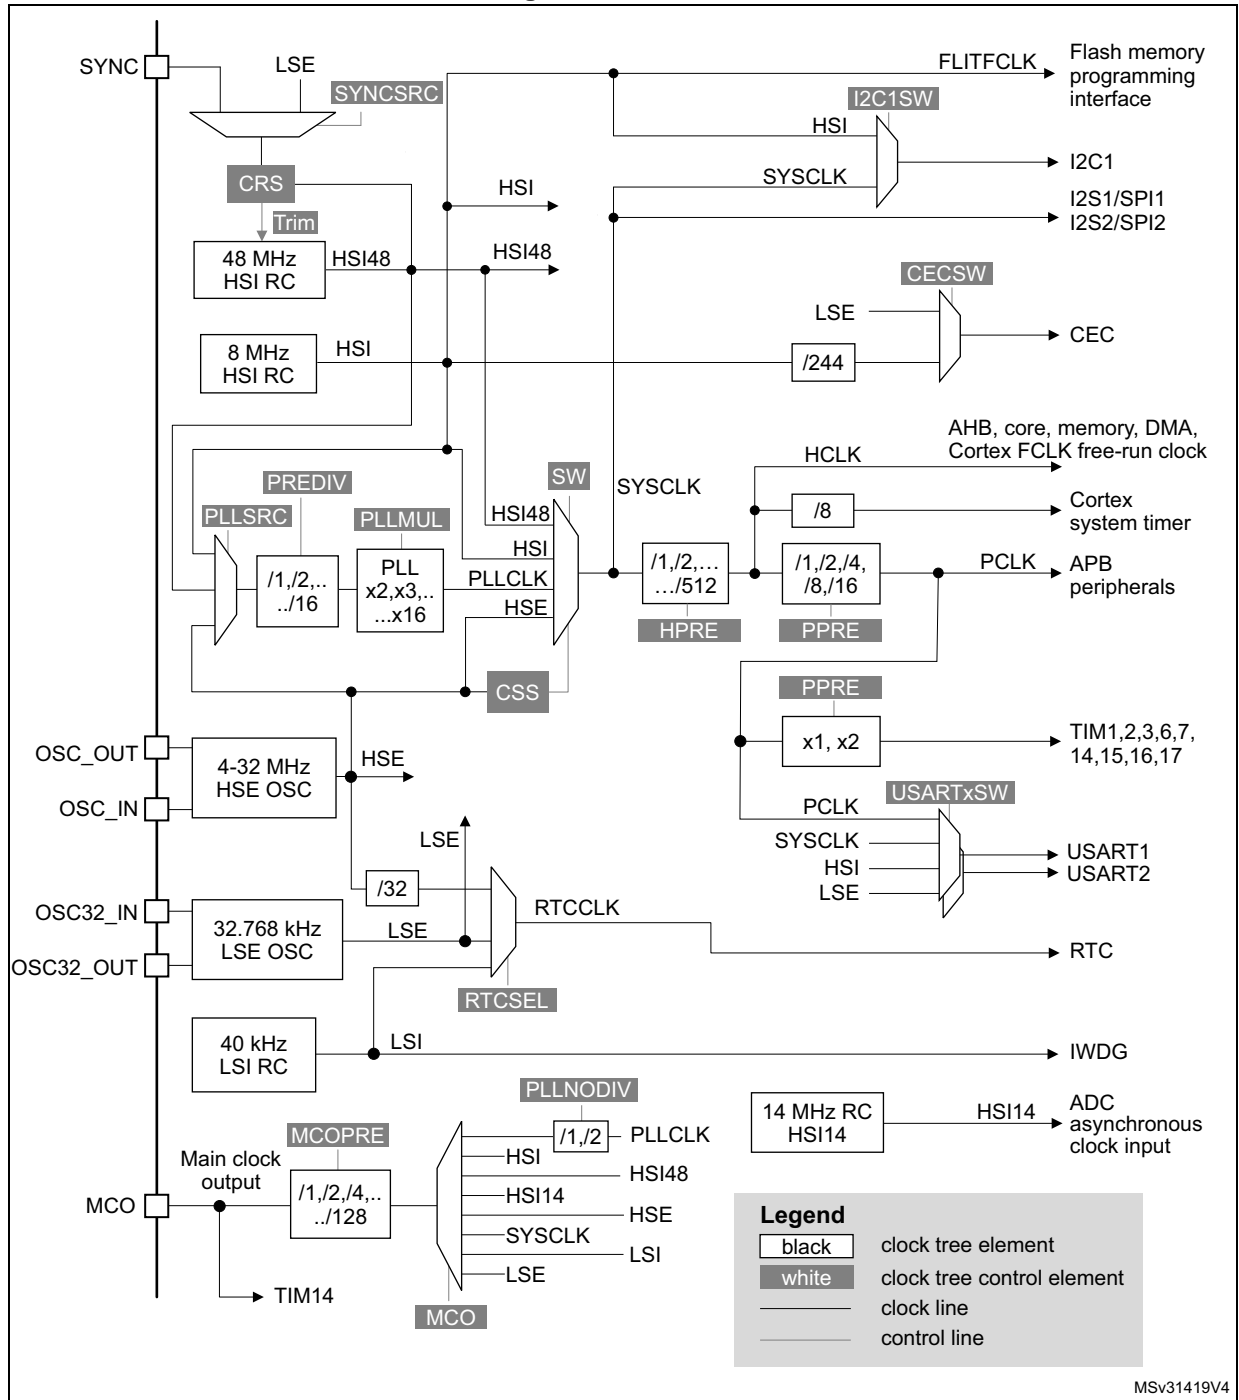 SYNC
LSE
SYNCSRC
CRS
Trim
48 MHz
HSI RC
HSI48
HSI
HSI48
8 MHz
HSI RC
HSI
FLITFCLK
Flash memory
programming
interface
I2C1SW
HSI
SYSCLK
I2C1
I2S1/SPI1
I2S2/SPI2
CECSW
LSE
/244
CEC
AHB, core, memory, DMA,
Cortex FCLK free-run clock
HCLK
/8
Cortex
system timer
PLLSRC
PREDIV
/1,/2,..
../16
PLLMUL
PLL
x2,x3,..
...x16
SW
HSI48
HSI
PLLCLK
HSE
CSS
SYSCLK
/1,/2,...
.../512
HPRE
/1,/2,/4,
/8,/16
PPRE
PCLK
APB
peripherals
PPRE
x1, x2
TIM1,2,3,6,7,
14,15,16,17
OSC_OUT
OSC_IN
4-32 MHz
HSE OSC
HSE
USARTxSW
PCLK
SYSCLK
HSI
LSE
USART1
USART2
LSE
/32
OSC32_IN
OSC32_OUT
32.768 kHz
LSE OSC
LSE
RTCCLK
RTCSEL
RTC
40 kHz
LSI RC
LSI
IWDG
PLLNODIV
/1,/2
PLLCLK
14 MHz RC
HSI14
HSI14
ADC
asynchronous
clock input
MCO
Main clock
output
MCOPRE
/1,/2,/4,..
../128
HSI
HSI48
HSI14
HSE
SYSCLK
LSI
LSE
MCO
TIM14
Legend
black clock tree element
white clock tree control element
clock line
control line
MSv31419V4